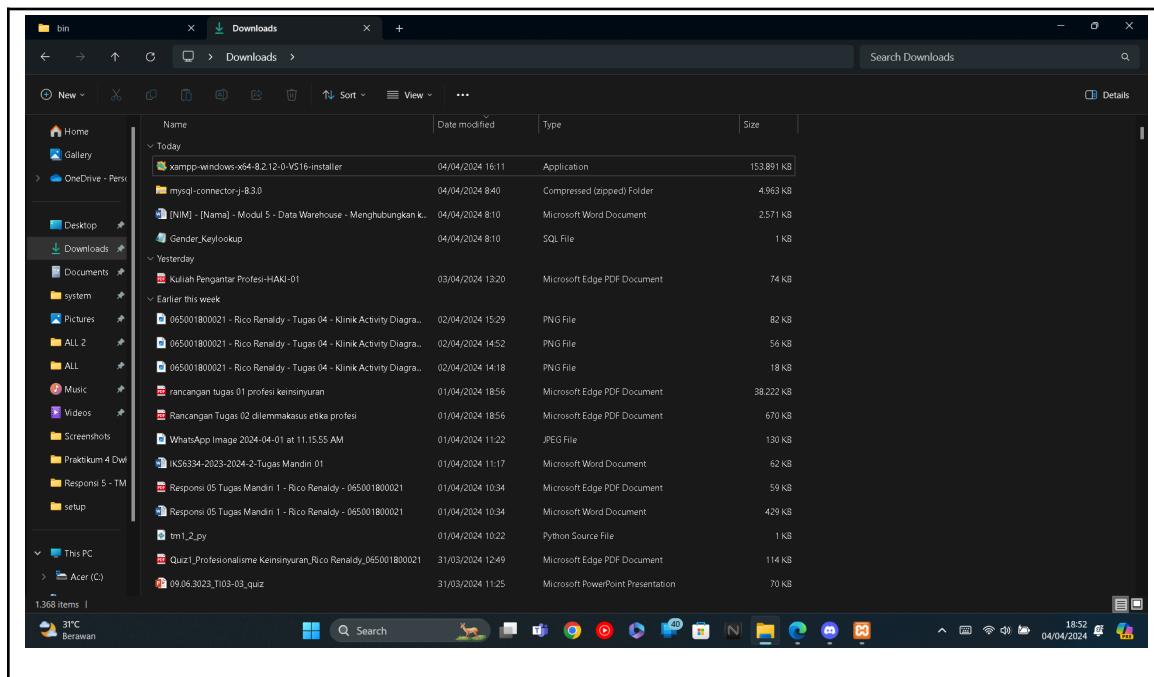 bin
Downloads
Downloads
Search Downloads
New
Sort
View
Details
Home
Gallery
OneDrive - Perso
Desktop
Downloads
Documents
system
Pictures
ALL 2
ALL
Music
Videos
Screenshots
Praktikum 4 Dwl
Responsi 5 - TM
setup
This PC
Acer (C:)
Name Date modified Type Size
Today
xampp-windows-x64-8.2.12-0-VS16-installer 04/04/2024 16:11 Application 153.891 KB
mysql-connector-j-8.3.0 04/04/2024 8:40 Compressed (zipped) Folder 4.963 KB
[NIM] - [Nama] - Modul 5 - Data Warehouse - Menghubungkan k... 04/04/2024 8:10 Microsoft Word Document 2.571 KB
Gender_Keylookup 04/04/2024 8:10 SQL File 1 KB
Yesterday
Kuliah Pengantar Profesi-HAKI-01 03/04/2024 13:20 Microsoft Edge PDF Document 74 KB
Earlier this week
065001800021 - Rico Renaldy - Tugas 04 - Klinik Activity Diagra... 02/04/2024 15:29 PNG File 82 KB
065001800021 - Rico Renaldy - Tugas 04 - Klinik Activity Diagra... 02/04/2024 14:52 PNG File 56 KB
065001800021 - Rico Renaldy - Tugas 04 - Klinik Activity Diagra... 02/04/2024 14:18 PNG File 18 KB
rancangan tugas 01 profesi keinsinyuran 01/04/2024 18:56 Microsoft Edge PDF Document 38.222 KB
Rancangan Tugas 02 dilemmakasus etika profesi 01/04/2024 18:56 Microsoft Edge PDF Document 670 KB
WhatsApp Image 2024-04-01 at 11.15.55 AM 01/04/2024 11:22 JPEG File 130 KB
IKS6334-2023-2024-2-Tugas Mandiri 01 01/04/2024 11:17 Microsoft Word Document 62 KB
Responsi 05 Tugas Mandiri 1 - Rico Renaldy - 065001800021 01/04/2024 10:34 Microsoft Edge PDF Document 59 KB
Responsi 05 Tugas Mandiri 1 - Rico Renaldy - 065001800021 01/04/2024 10:34 Microsoft Word Document 429 KB
tm1_2_py 01/04/2024 10:22 Python Source File 1 KB
Quiz1_Profesionalisme Keinsinyuran_Rico Renaldy_065001800021 31/03/2024 12:49 Microsoft Edge PDF Document 114 KB
09.06.3023_TI03-03_quiz 31/03/2024 11:25 Microsoft PowerPoint Presentation 70 KB
1.368 items
31°C
Berawan
Search
40
18:52
04/04/2024